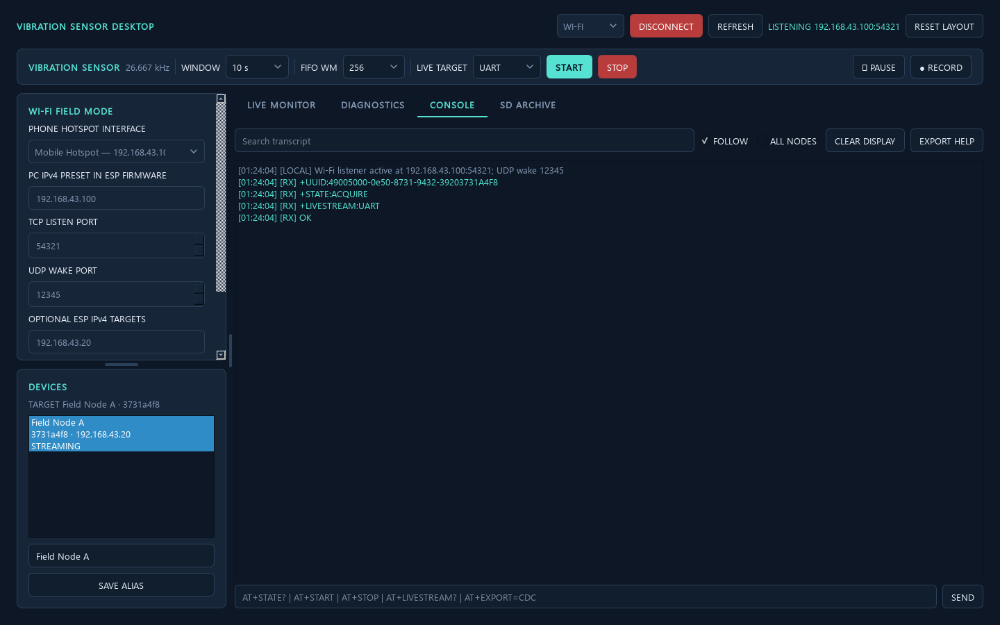 VIBRATION SENSOR DESKTOP
WI-FI
DISCONNECT
REFRESH
LISTENING 192.168.43.100:54321
RESET LAYOUT
VIBRATION SENSOR 26.667 kHz
WINDOW 10 s
FIFO WM 256
LIVE TARGET UART
START
STOP
PAUSE
● RECORD
WI-FI FIELD MODE
PHONE HOTSPOT INTERFACE
Mobile Hotspot — 192.168.43.10
PC IPv4 PRESET IN ESP FIRMWARE
192.168.43.100
TCP LISTEN PORT
54321
UDP WAKE PORT
12345
OPTIONAL ESP IPv4 TARGETS
192.168.43.20
DEVICES
TARGET Field Node A · 3731a4f8
Field Node A
3731a4f8 · 192.168.43.20
STREAMING
Field Node A
SAVE ALIAS
LIVE MONITOR
DIAGNOSTICS
CONSOLE
SD ARCHIVE
Search transcript
✓ FOLLOW
ALL NODES
CLEAR DISPLAY
EXPORT HELP
[01:24:04] [LOCAL] Wi-Fi listener active at 192.168.43.100:54321; UDP wake 12345
[01:24:04] [RX] +UUID:49005000-0e50-8731-9432-39203731A4F8
[01:24:04] [RX] +STATE:ACQUIRE
[01:24:04] [RX] +LIVESTREAM:UART
[01:24:04] [RX] OK
AT+STATE? | AT+START | AT+STOP | AT+LIVESTREAM? | AT+EXPORT=CDC
SEND